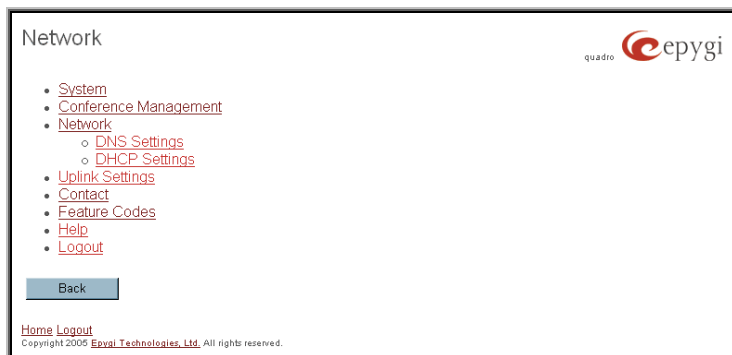 Network
quadro epygi
System
Conference Management
Network
DNS Settings
DHCP Settings
Uplink Settings
Contact
Feature Codes
Help
Logout
Back
Home Logout
Copyright 2005 Epygi Technologies, Ltd. All rights reserved.